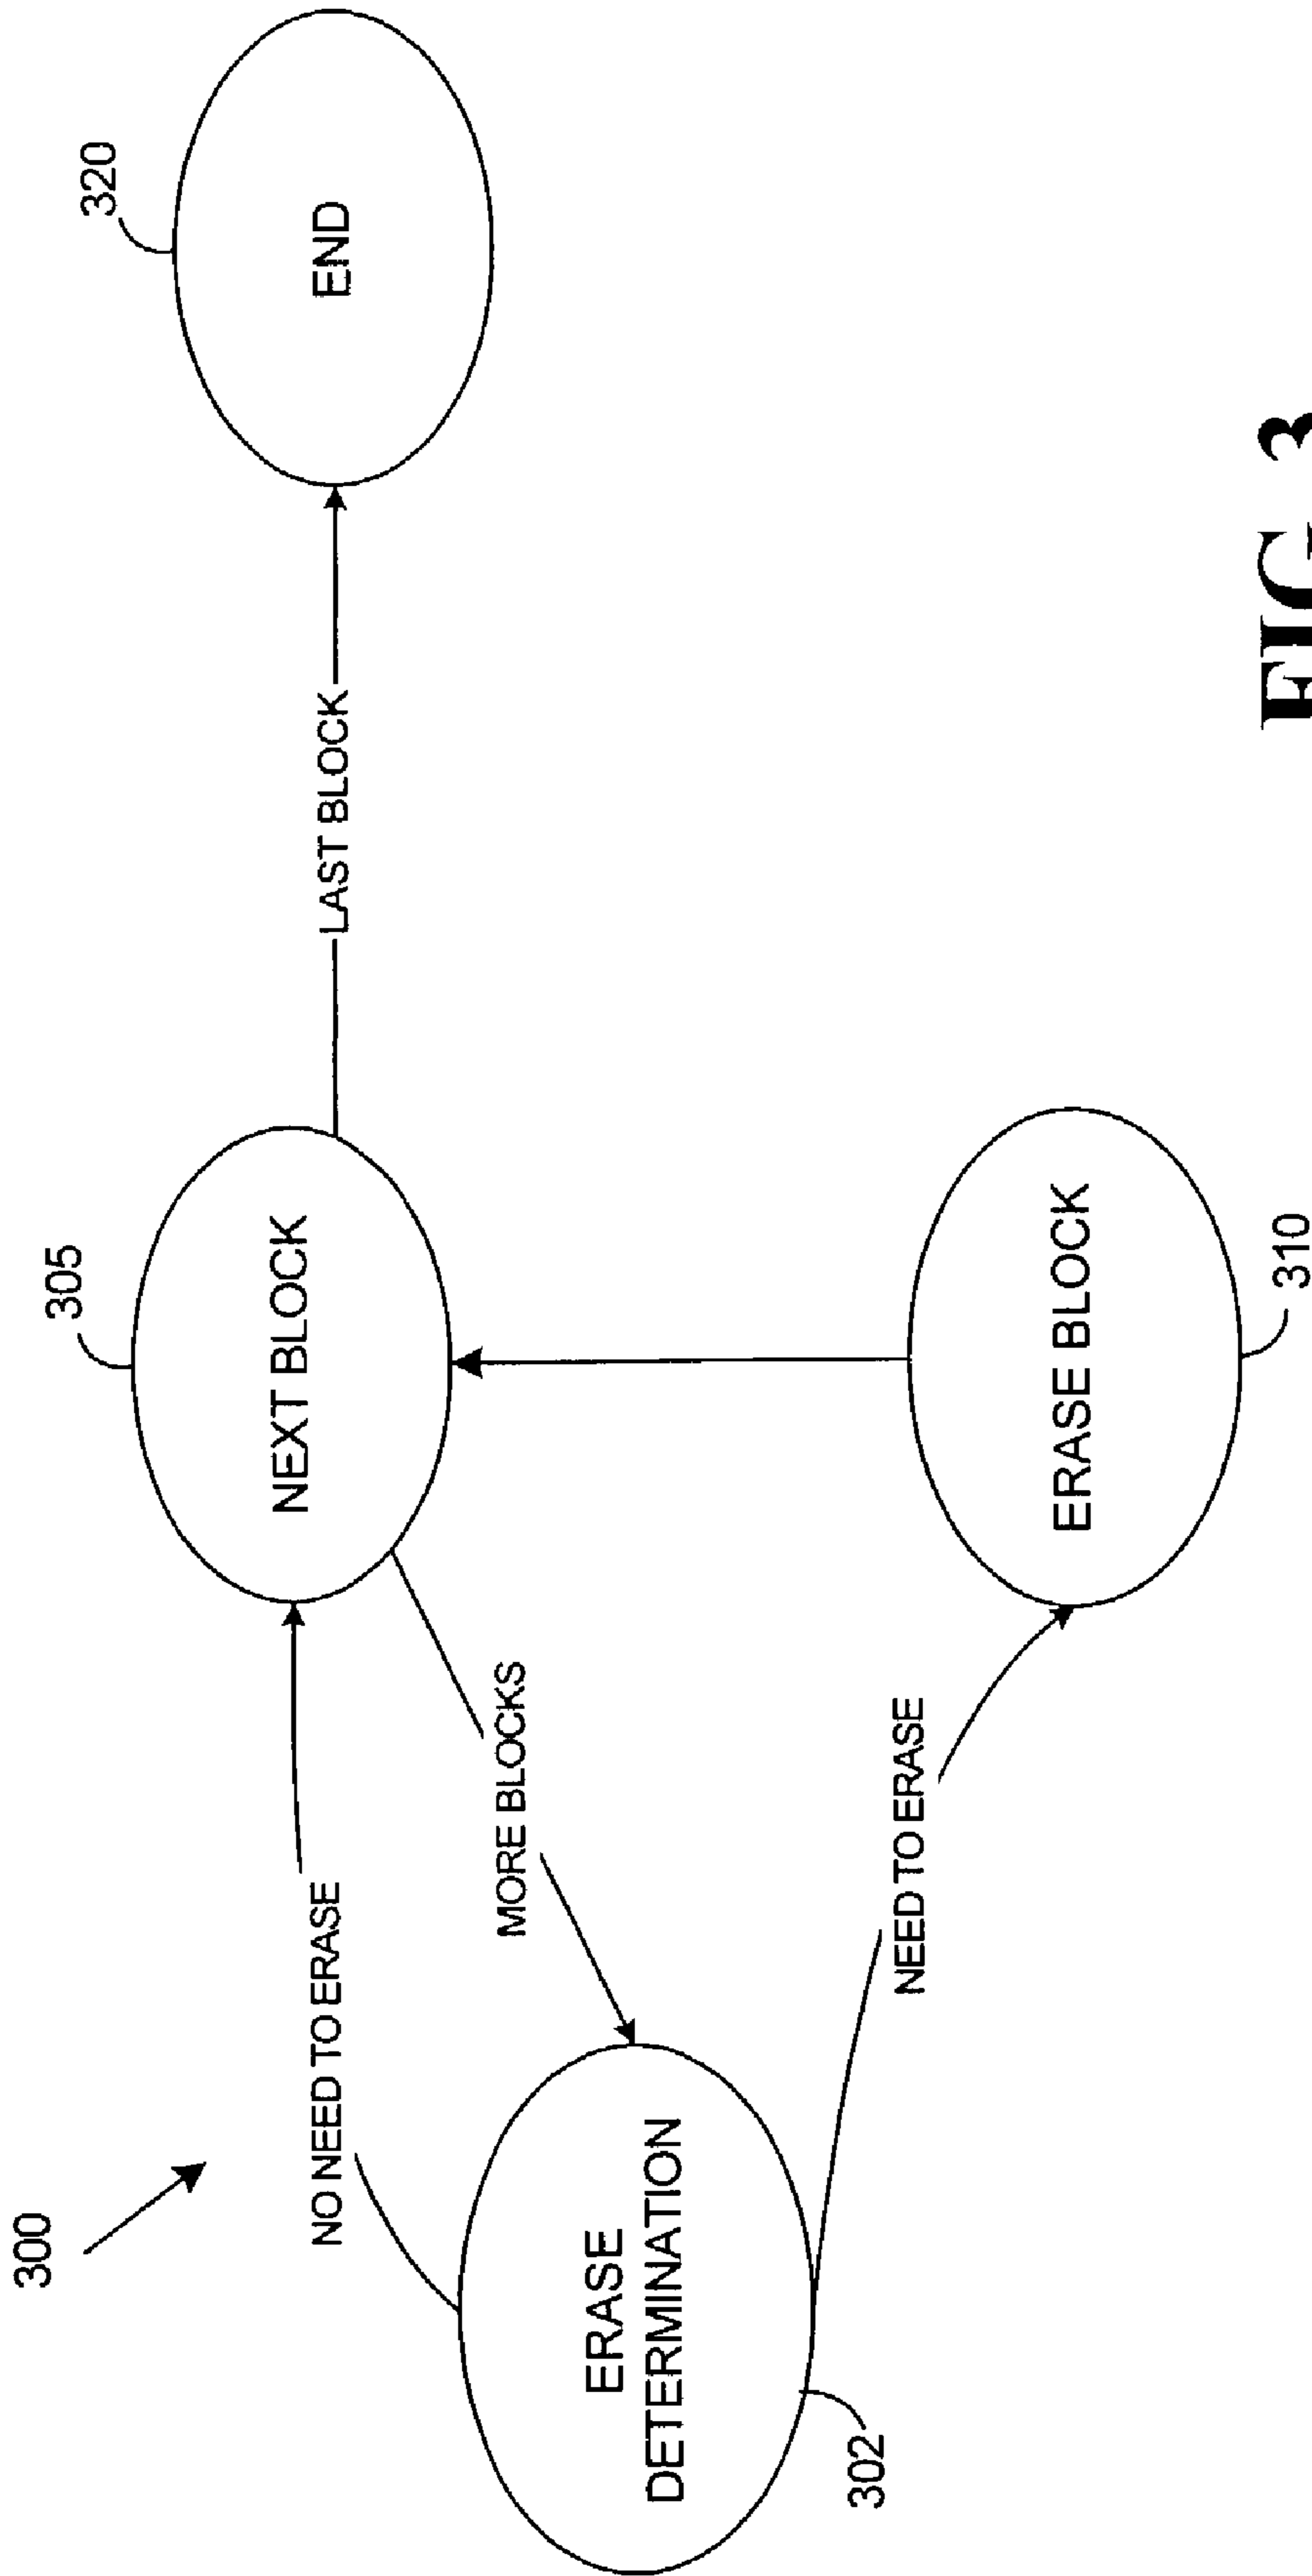 300
305
320
NEXT BLOCK
END
LAST BLOCK
NO NEED TO ERASE
MORE BLOCKS
ERASE
DETERMINATION
302
NEED TO ERASE
ERASE BLOCK
310
FIG. 3